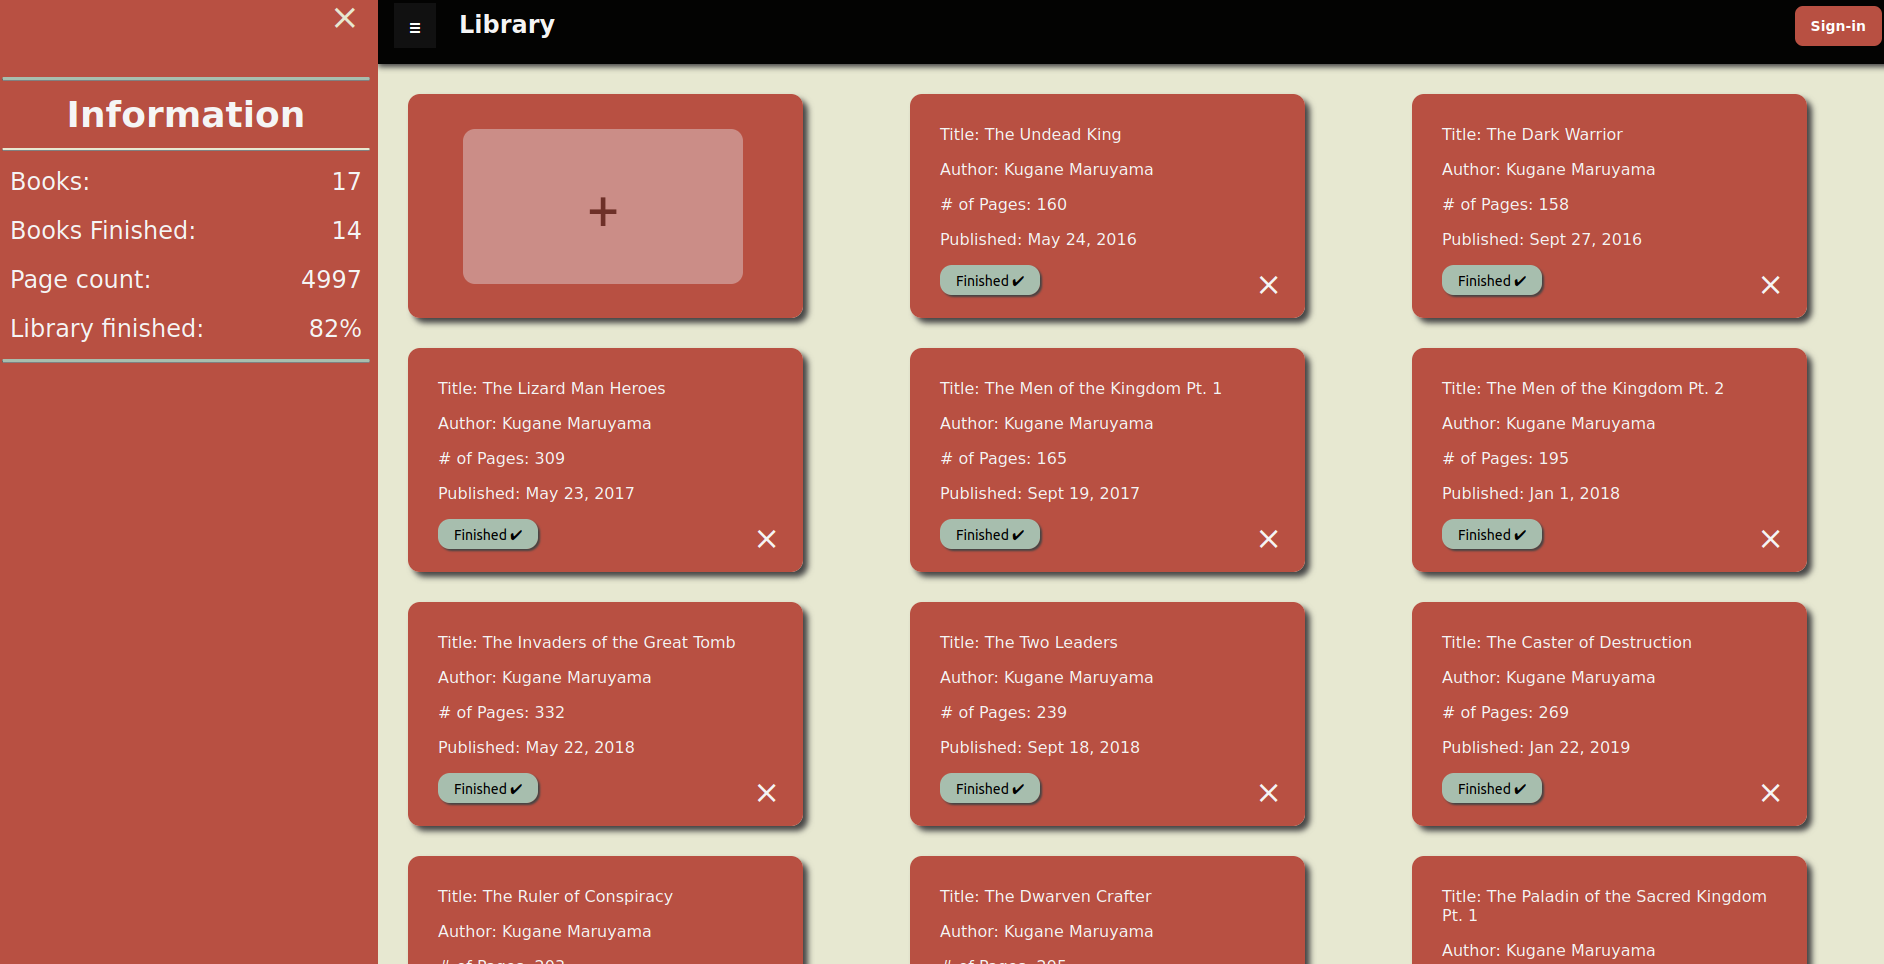 ×
Information
Books: 17
Books Finished: 14
Page count: 4997
Library finished: 82%
≡ Library
Sign-in
+
Title: The Undead King
Author: Kugane Maruyama
# of Pages: 160
Published: May 24, 2016
Finished ✔ ×
Title: The Dark Warrior
Author: Kugane Maruyama
# of Pages: 158
Published: Sept 27, 2016
Finished ✔ ×
Title: The Lizard Man Heroes
Author: Kugane Maruyama
# of Pages: 309
Published: May 23, 2017
Finished ✔ ×
Title: The Men of the Kingdom Pt. 1
Author: Kugane Maruyama
# of Pages: 165
Published: Sept 19, 2017
Finished ✔ ×
Title: The Men of the Kingdom Pt. 2
Author: Kugane Maruyama
# of Pages: 195
Published: Jan 1, 2018
Finished ✔ ×
Title: The Invaders of the Great Tomb
Author: Kugane Maruyama
# of Pages: 332
Published: May 22, 2018
Finished ✔ ×
Title: The Two Leaders
Author: Kugane Maruyama
# of Pages: 239
Published: Sept 18, 2018
Finished ✔ ×
Title: The Caster of Destruction
Author: Kugane Maruyama
# of Pages: 269
Published: Jan 22, 2019
Finished ✔ ×
Title: The Ruler of Conspiracy
Author: Kugane Maruyama
# of Pages:
Title: The Dwarven Crafter
Author: Kugane Maruyama
# of Pages:
Title: The Paladin of the Sacred Kingdom
Pt. 1
Author: Kugane Maruyama